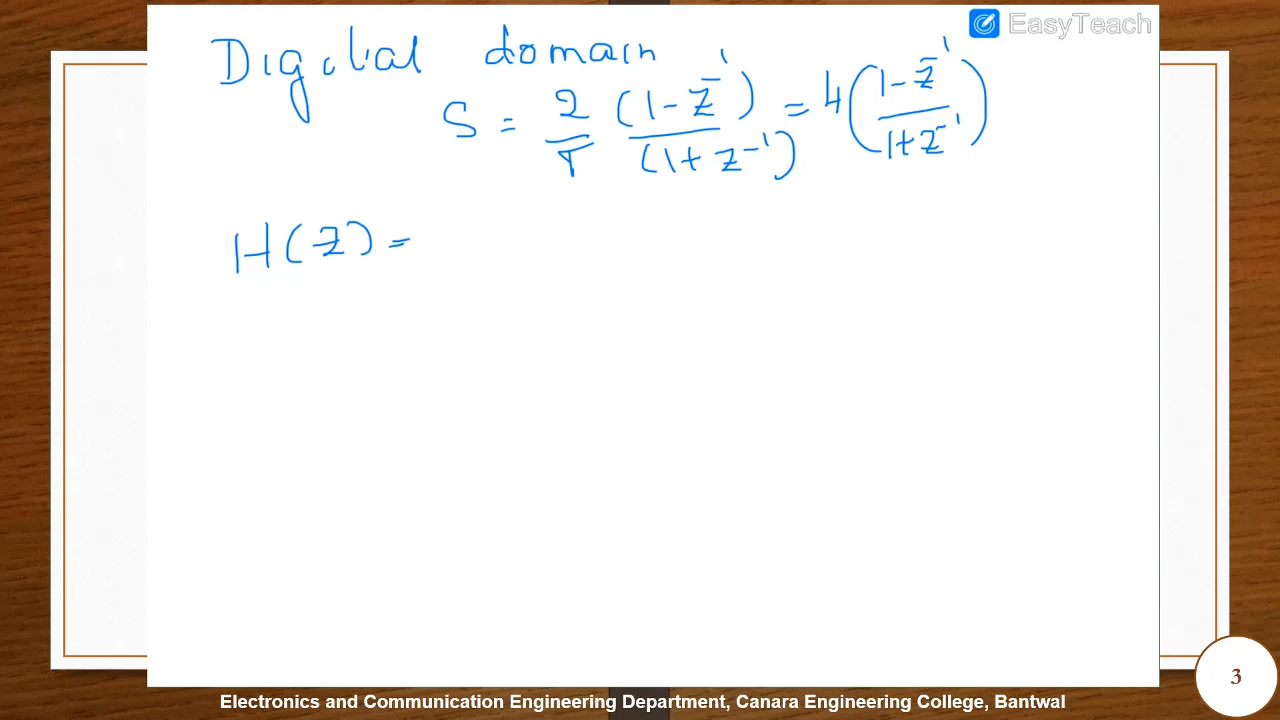 EasyTeach
Digital domain
S = 2/T (1 - z⁻¹)/(1 + z⁻¹) = 4((1 - z⁻¹)/(1 + z⁻¹))
H(Z) =
3
Electronics and Communication Engineering Department, Canara Engineering College, Bantwal